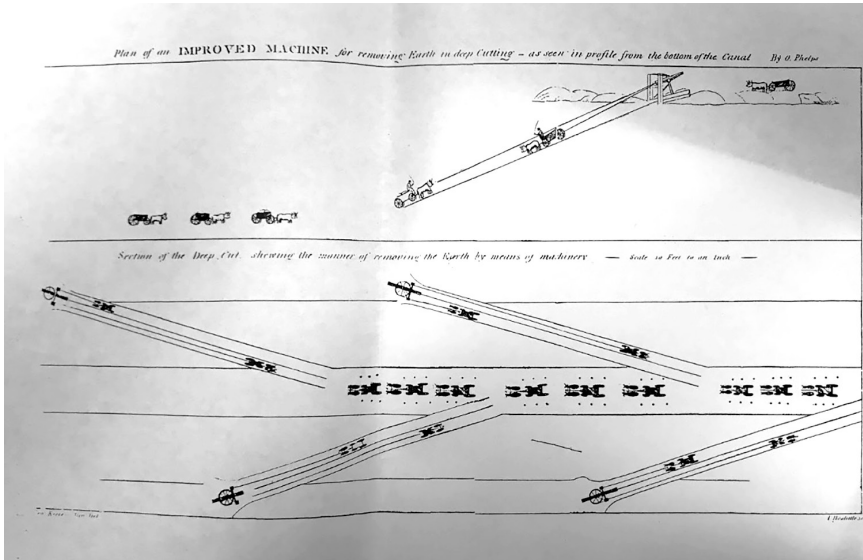 Plan of an IMPROVED MACHINE for removing Earth in deep Cutting – as seen in profile from the bottom of the Canal By O. Phelps
Section of the Deep Cut, shewing the manner of removing the Earth by means of machinery — Scale 10 Feet to an Inch —